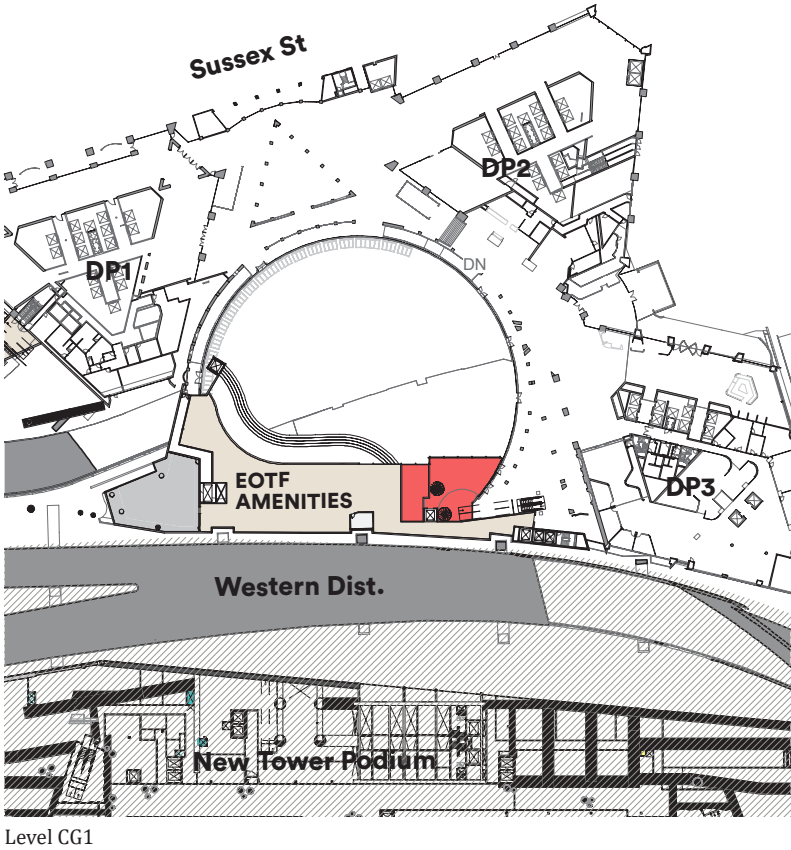 Sussex St
DP2
DP1
DN
EOTF
AMENITIES
DP3
Western Dist.
New Tower Podium
Level CG1